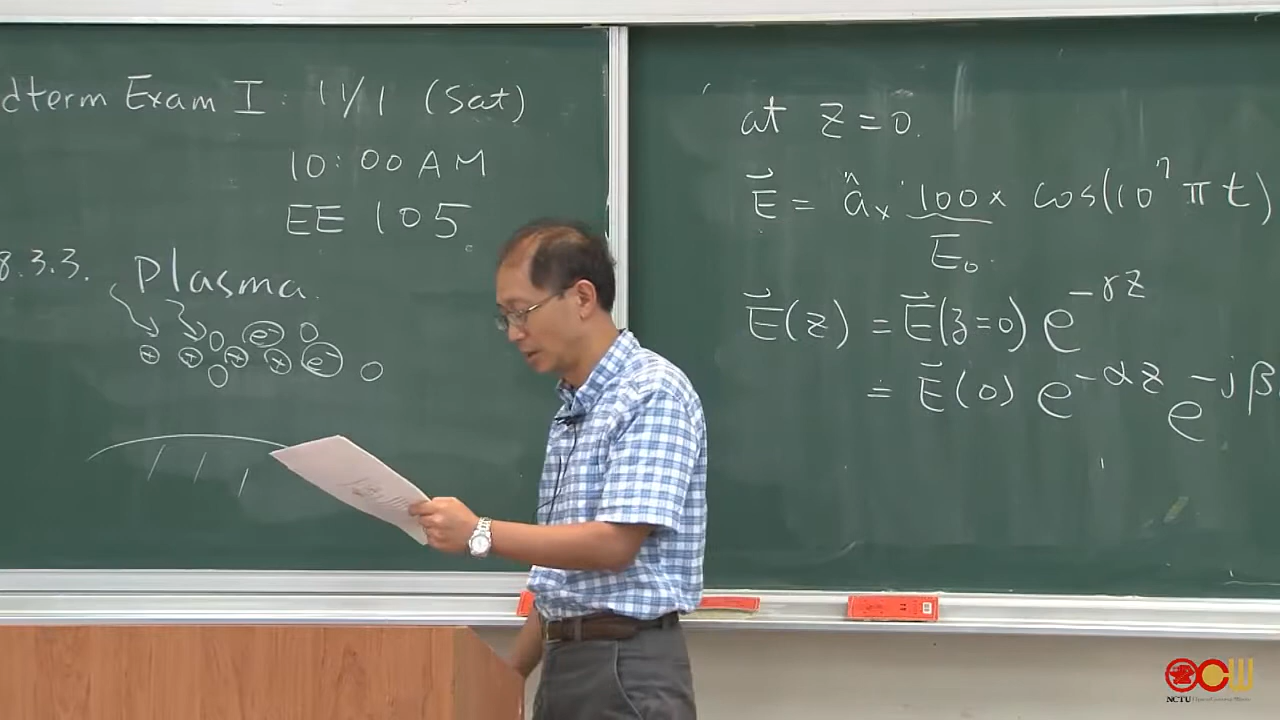 dterm Exam I: 11/1 (Sat)
10:00 AM
EE 105
8.3.3. Plasma.
+ + O + e⁻ + O e⁻ O O
at z = 0.
E⃗ = âₓ 100x cos(10⁷πt)
E₀.
E⃗(z) = E⃗(z=0) e^{-γz}
= E⃗(0) e^{-αz} e^{-jβ
OCW
NCTU